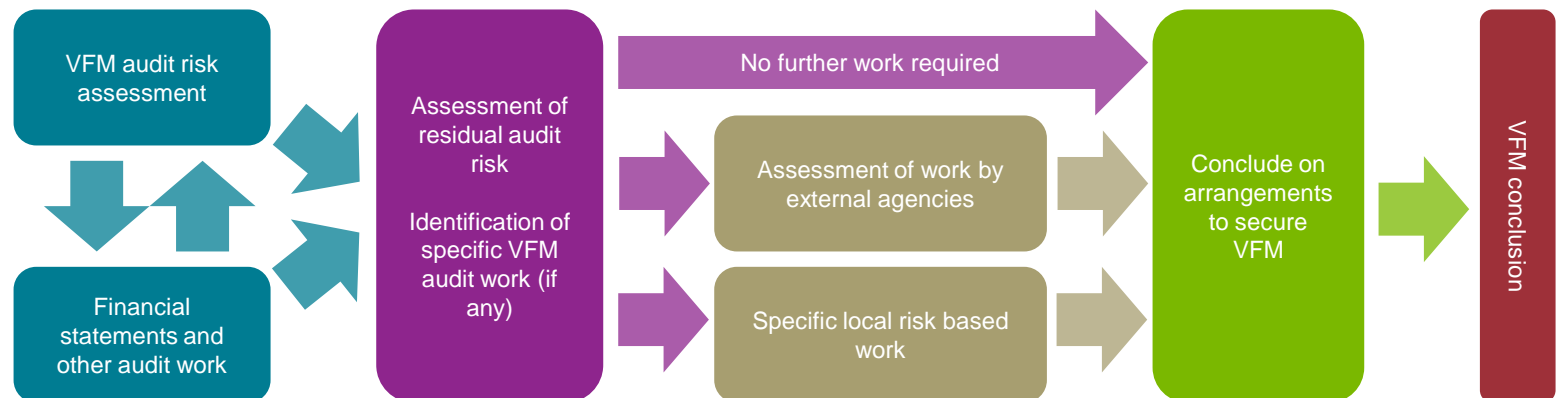 VFM audit risk
assessment
Financial
statements and
other audit work
Assessment of
residual audit
risk
Identification of
specific VFM
audit work (if
any)
No further work required
Assessment of work by
external agencies
Specific local risk based
work
Conclude on
arrangements
to secure
VFM
VFM conclusion